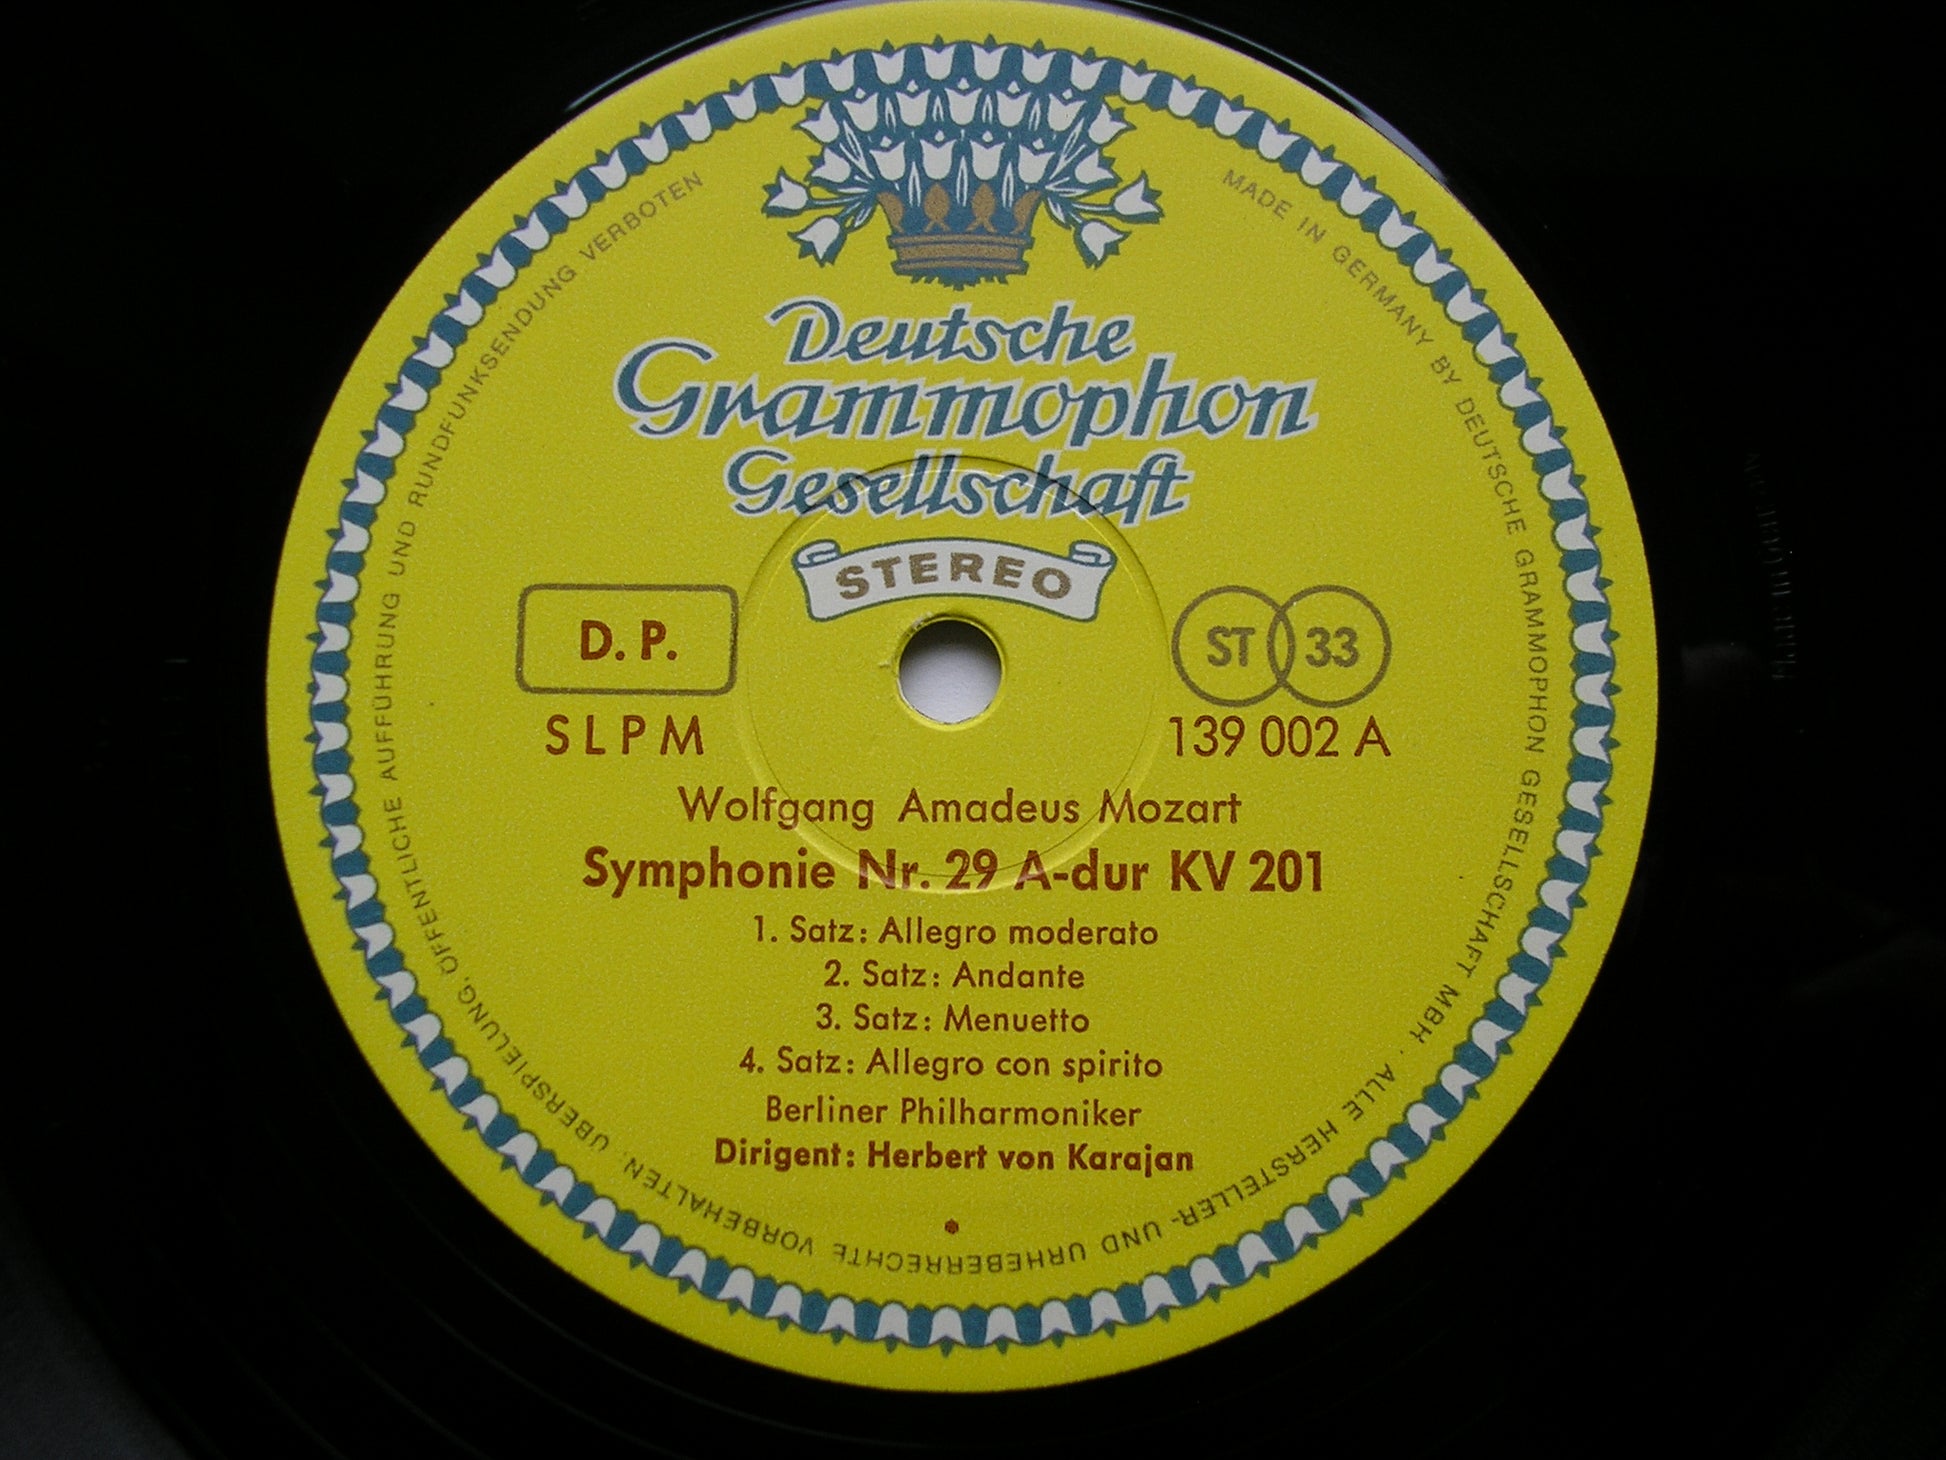 Deutsche
Grammophon
Gesellschaft
STEREO
D. P.
ST 33
SLPM
139 002 A
Wolfgang Amadeus Mozart
Symphonie Nr. 29 A-dur KV 201
1. Satz: Allegro moderato
2. Satz: Andante
3. Satz: Menuetto
4. Satz: Allegro con spirito
Berliner Philharmoniker
Dirigent: Herbert von Karajan
MADE IN GERMANY BY DEUTSCHE GRAMMOPHON GESELLSCHAFT MBH · ALLE HERSTELLER- UND URHEBERRECHTE VORBEHALTEN. ÜBERSPIELUNG, ÖFFENTLICHE AUFFÜHRUNG UND RUNDFUNKSENDUNG VERBOTEN